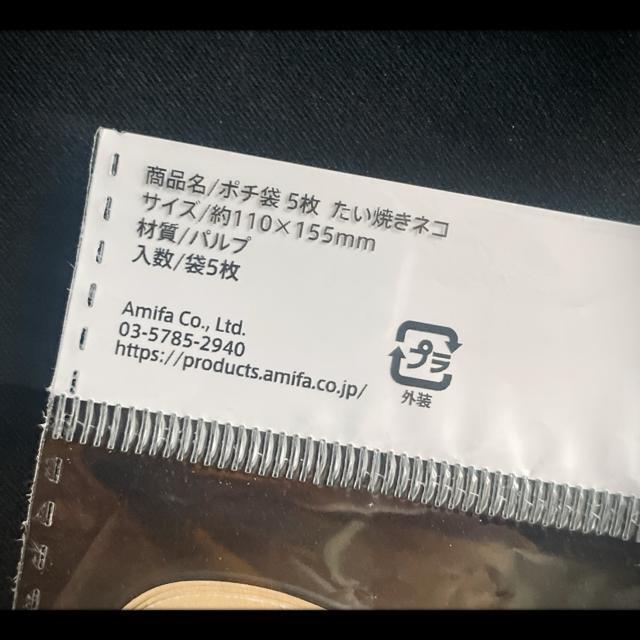 商品名/ポチ袋 5枚 たい焼きネコ
サイズ/約110×155mm
材質/パルプ
入数/袋5枚
Amifa Co., Ltd.
03-5785-2940
https://products.amifa.co.jp/
プラ
外装